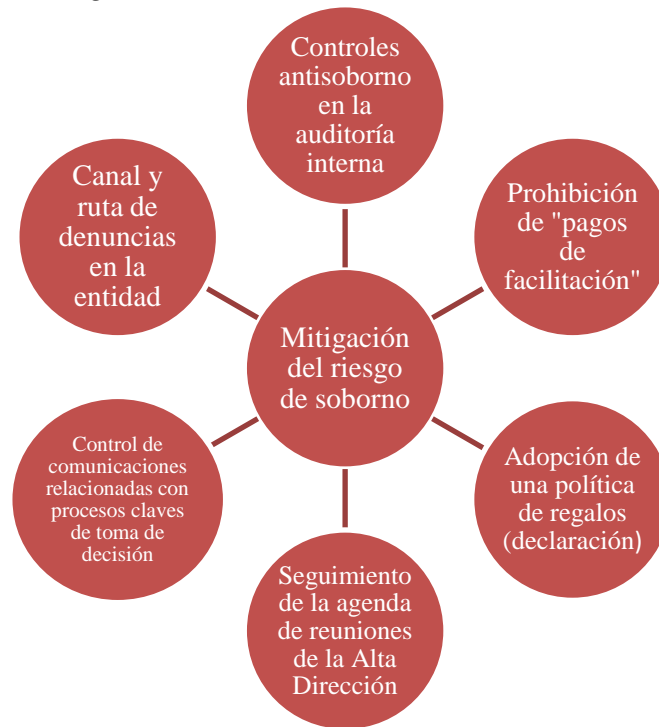 Controles
antisoborno
en la
auditoría
interna
Canal y
ruta de
denuncias
en la
entidad
Prohibición
de "pagos
de
facilitación"
Mitigación
del riesgo
de soborno
Control de
comunicaciones
relacionadas con
procesos claves
de toma de
decisión
Adopción de
una política
de regalos
(declaración)
Seguimiento
de la agenda
de reuniones
de la Alta
Dirección